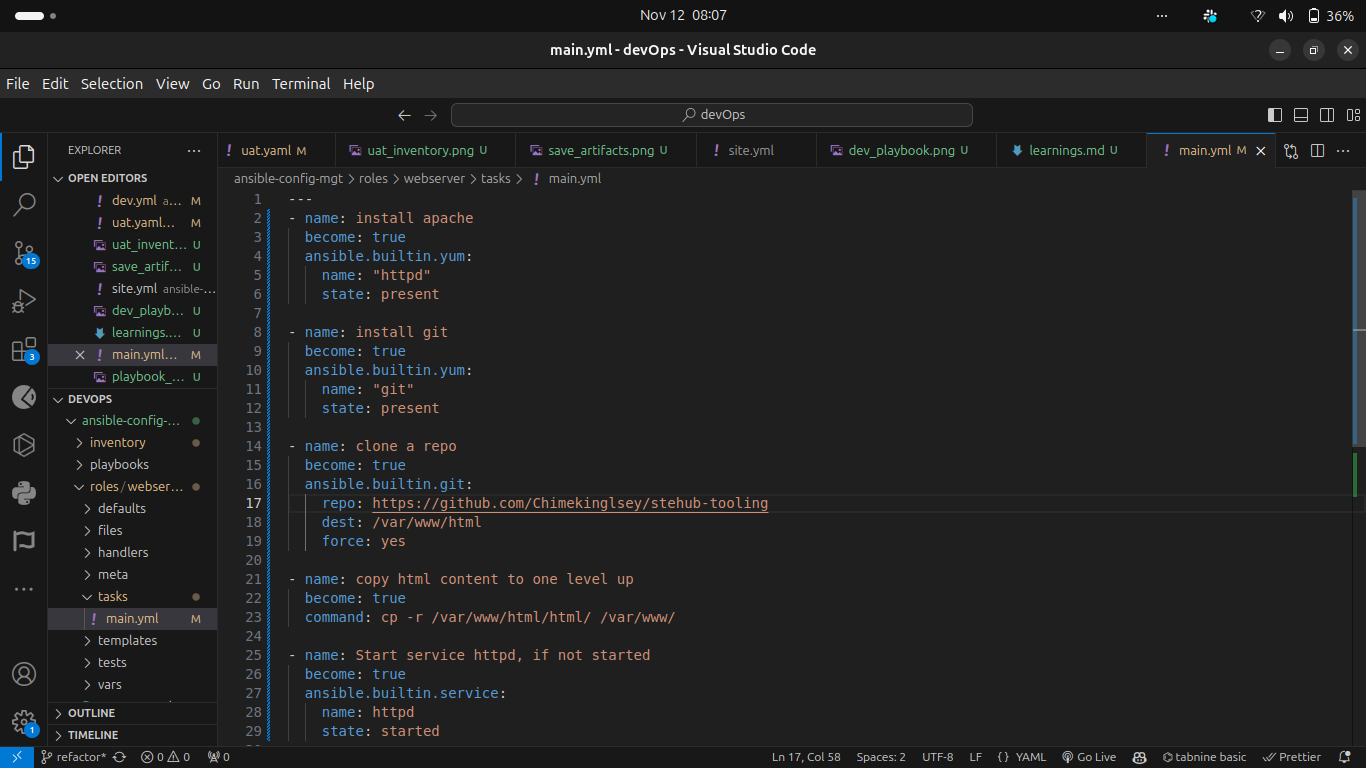 Nov 12 08:07
36%
main.yml - devOps - Visual Studio Code
File Edit Selection View Go Run Terminal Help
devOps
EXPLORER
uat.yaml M
uat_inventory.png U
save_artifacts.png U
site.yml
dev_playbook.png U
learnings.md U
main.yml M
OPEN EDITORS
dev.yml a... M
uat.yaml... M
uat_invent... U
save_artif... U
site.yml ansible-...
dev_playb... U
learnings.... U
main.yml... M
playbook_... U
DEVOPS
ansible-config-...
inventory
playbooks
roles/webser...
defaults
files
handlers
meta
tasks
main.yml M
templates
tests
vars
OUTLINE
TIMELINE
15
3
1
ansible-config-mgt > roles > webserver > tasks > ! main.yml
1 ---
2 - name: install apache
3 become: true
4 ansible.builtin.yum:
5 name: "httpd"
6 state: present
7
8 - name: install git
9 become: true
10 ansible.builtin.yum:
11 name: "git"
12 state: present
13
14 - name: clone a repo
15 become: true
16 ansible.builtin.git:
17 repo: https://github.com/Chimekinglsey/stehub-tooling
18 dest: /var/www/html
19 force: yes
20
21 - name: copy html content to one level up
22 become: true
23 command: cp -r /var/www/html/html/ /var/www/
24
25 - name: Start service httpd, if not started
26 become: true
27 ansible.builtin.service:
28 name: httpd
29 state: started
refactor* 0 0 0 Ln 17, Col 58 Spaces: 2 UTF-8 LF {} YAML Go Live tabnine basic Prettier